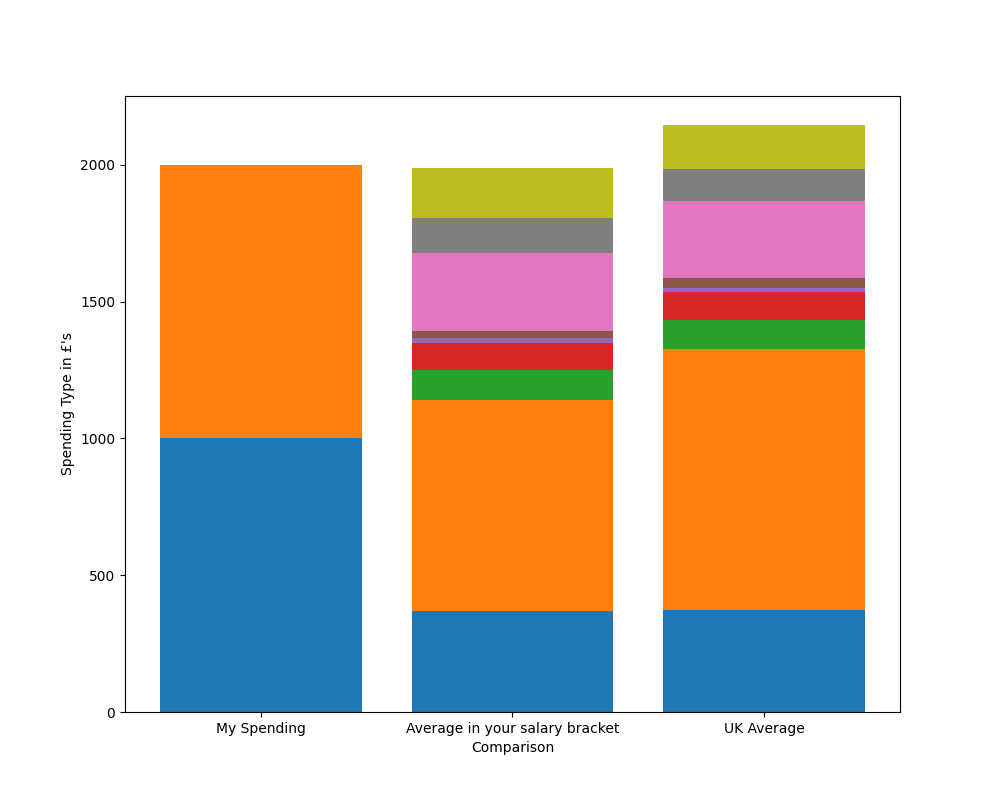 2000
1500
1000
500
0
Spending Type in £'s
My Spending
Average in your salary bracket
UK Average
Comparison